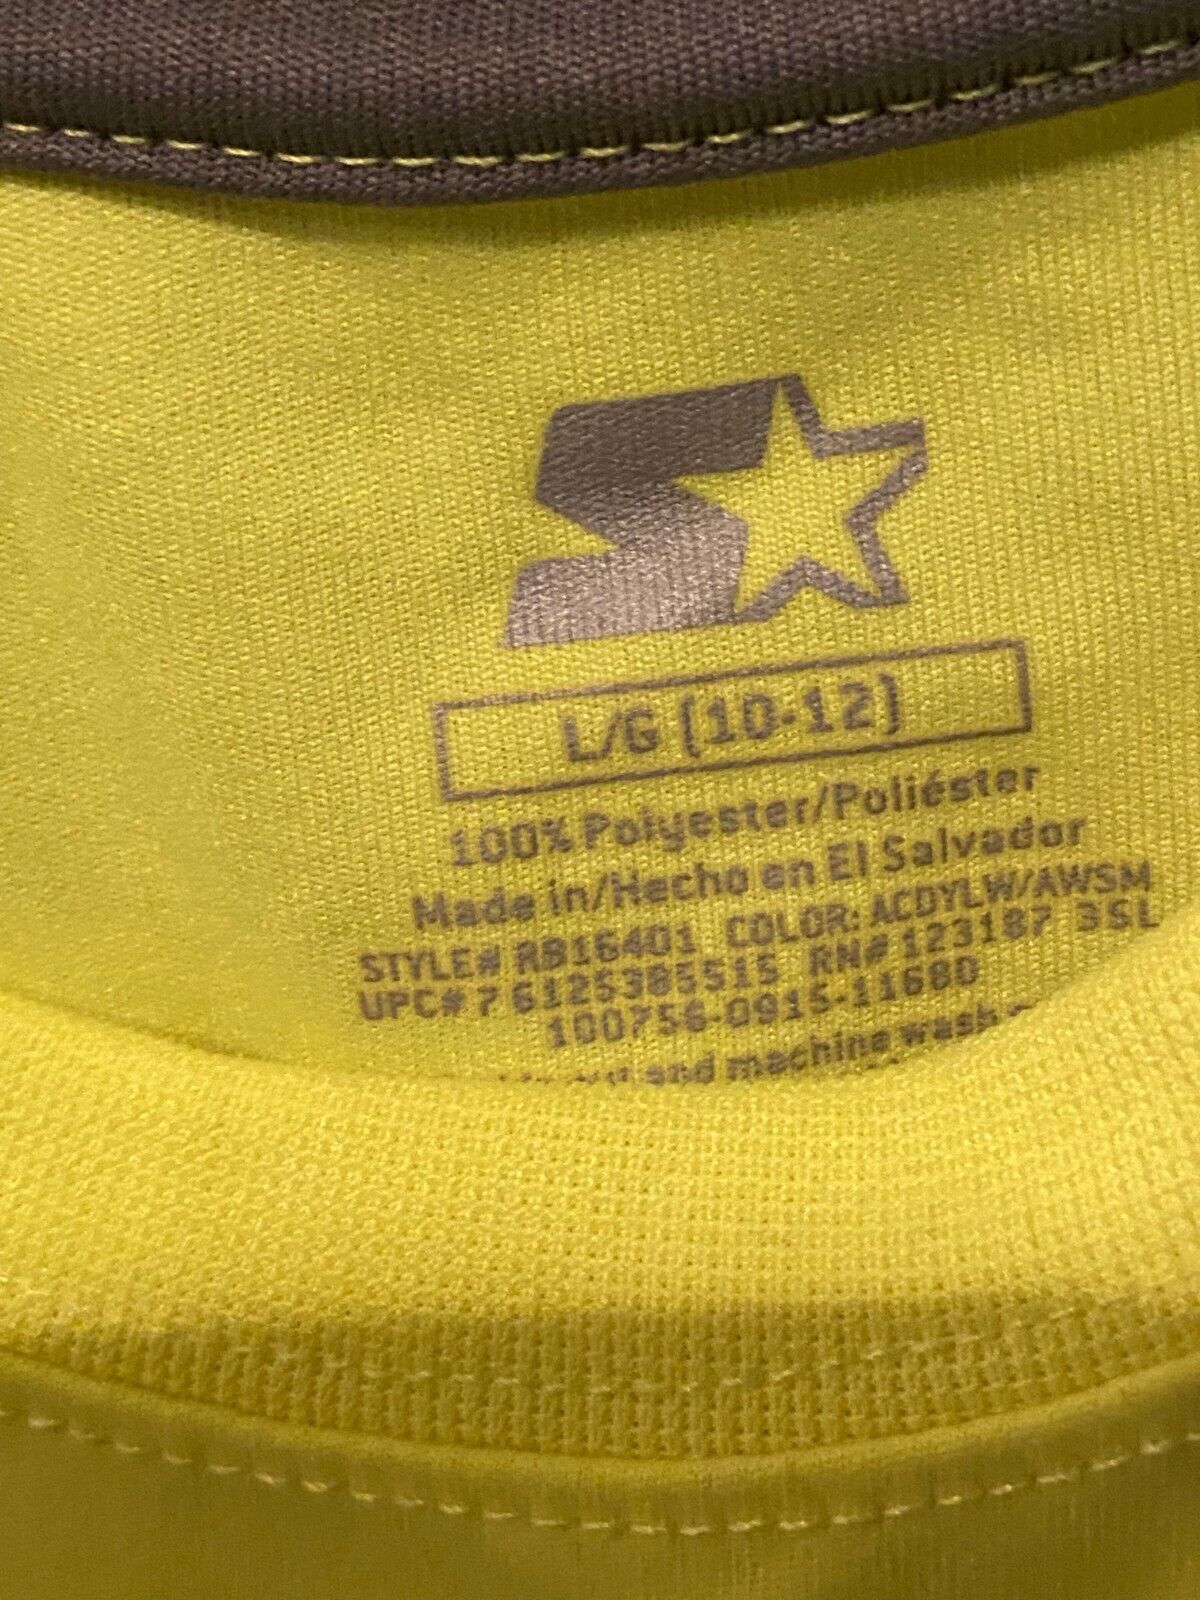 L/G (10-12)
100% Polyester/Poliéster
Made in/Hecho en El Salvador
STYLE# RB16401 COLOR: ACDYLW/AWSM
UPC# 7 6125385515 RN# 123187 35L
100756-0915-11680
and machine wash